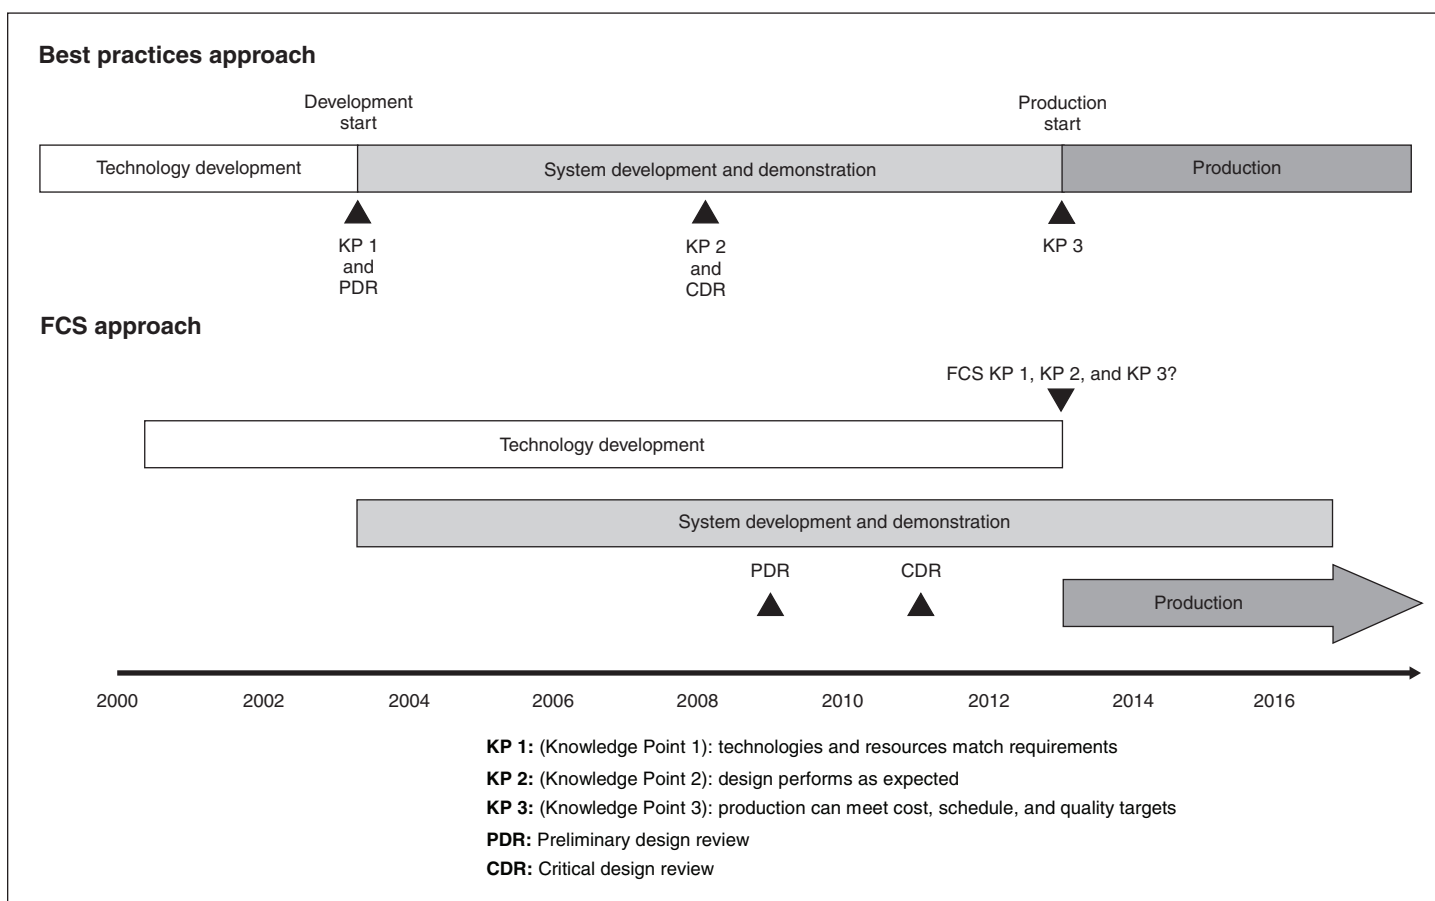 Best practices approach
Development
start
Production
start
Technology development
System development and demonstration
Production
KP 1
and
PDR
KP 2
and
CDR
KP 3
FCS approach
FCS KP 1, KP 2, and KP 3?
Technology development
System development and demonstration
PDR
CDR
Production
2000
2002
2004
2006
2008
2010
2012
2014
2016
KP 1: (Knowledge Point 1): technologies and resources match requirements
KP 2: (Knowledge Point 2): design performs as expected
KP 3: (Knowledge Point 3): production can meet cost, schedule, and quality targets
PDR: Preliminary design review
CDR: Critical design review